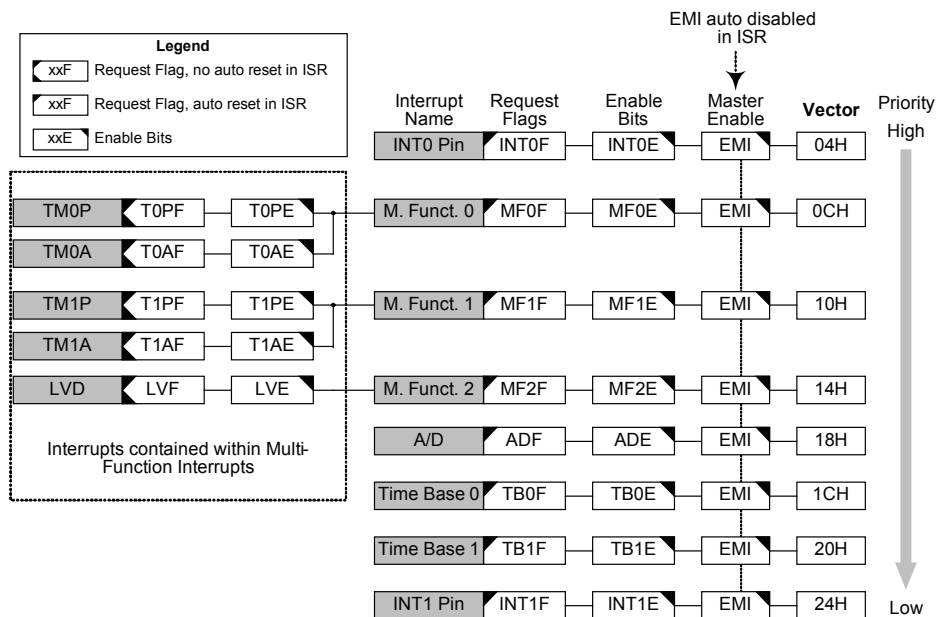 EMI auto disabled
in ISR
Legend
xxF Request Flag, no auto reset in ISR
xxF Request Flag, auto reset in ISR
xxE Enable Bits
Interrupt Name Request Flags Enable Bits Master Enable Vector Priority
High
INT0 Pin INT0F INT0E EMI 04H
TM0P T0PF T0PE M. Funct. 0 MF0F MF0E EMI 0CH
TM0A T0AF T0AE
TM1P T1PF T1PE M. Funct. 1 MF1F MF1E EMI 10H
TM1A T1AF T1AE
LVD LVF LVE M. Funct. 2 MF2F MF2E EMI 14H
Interrupts contained within Multi-
Function Interrupts
A/D ADF ADE EMI 18H
Time Base 0 TB0F TB0E EMI 1CH
Time Base 1 TB1F TB1E EMI 20H
INT1 Pin INT1F INT1E EMI 24H Low